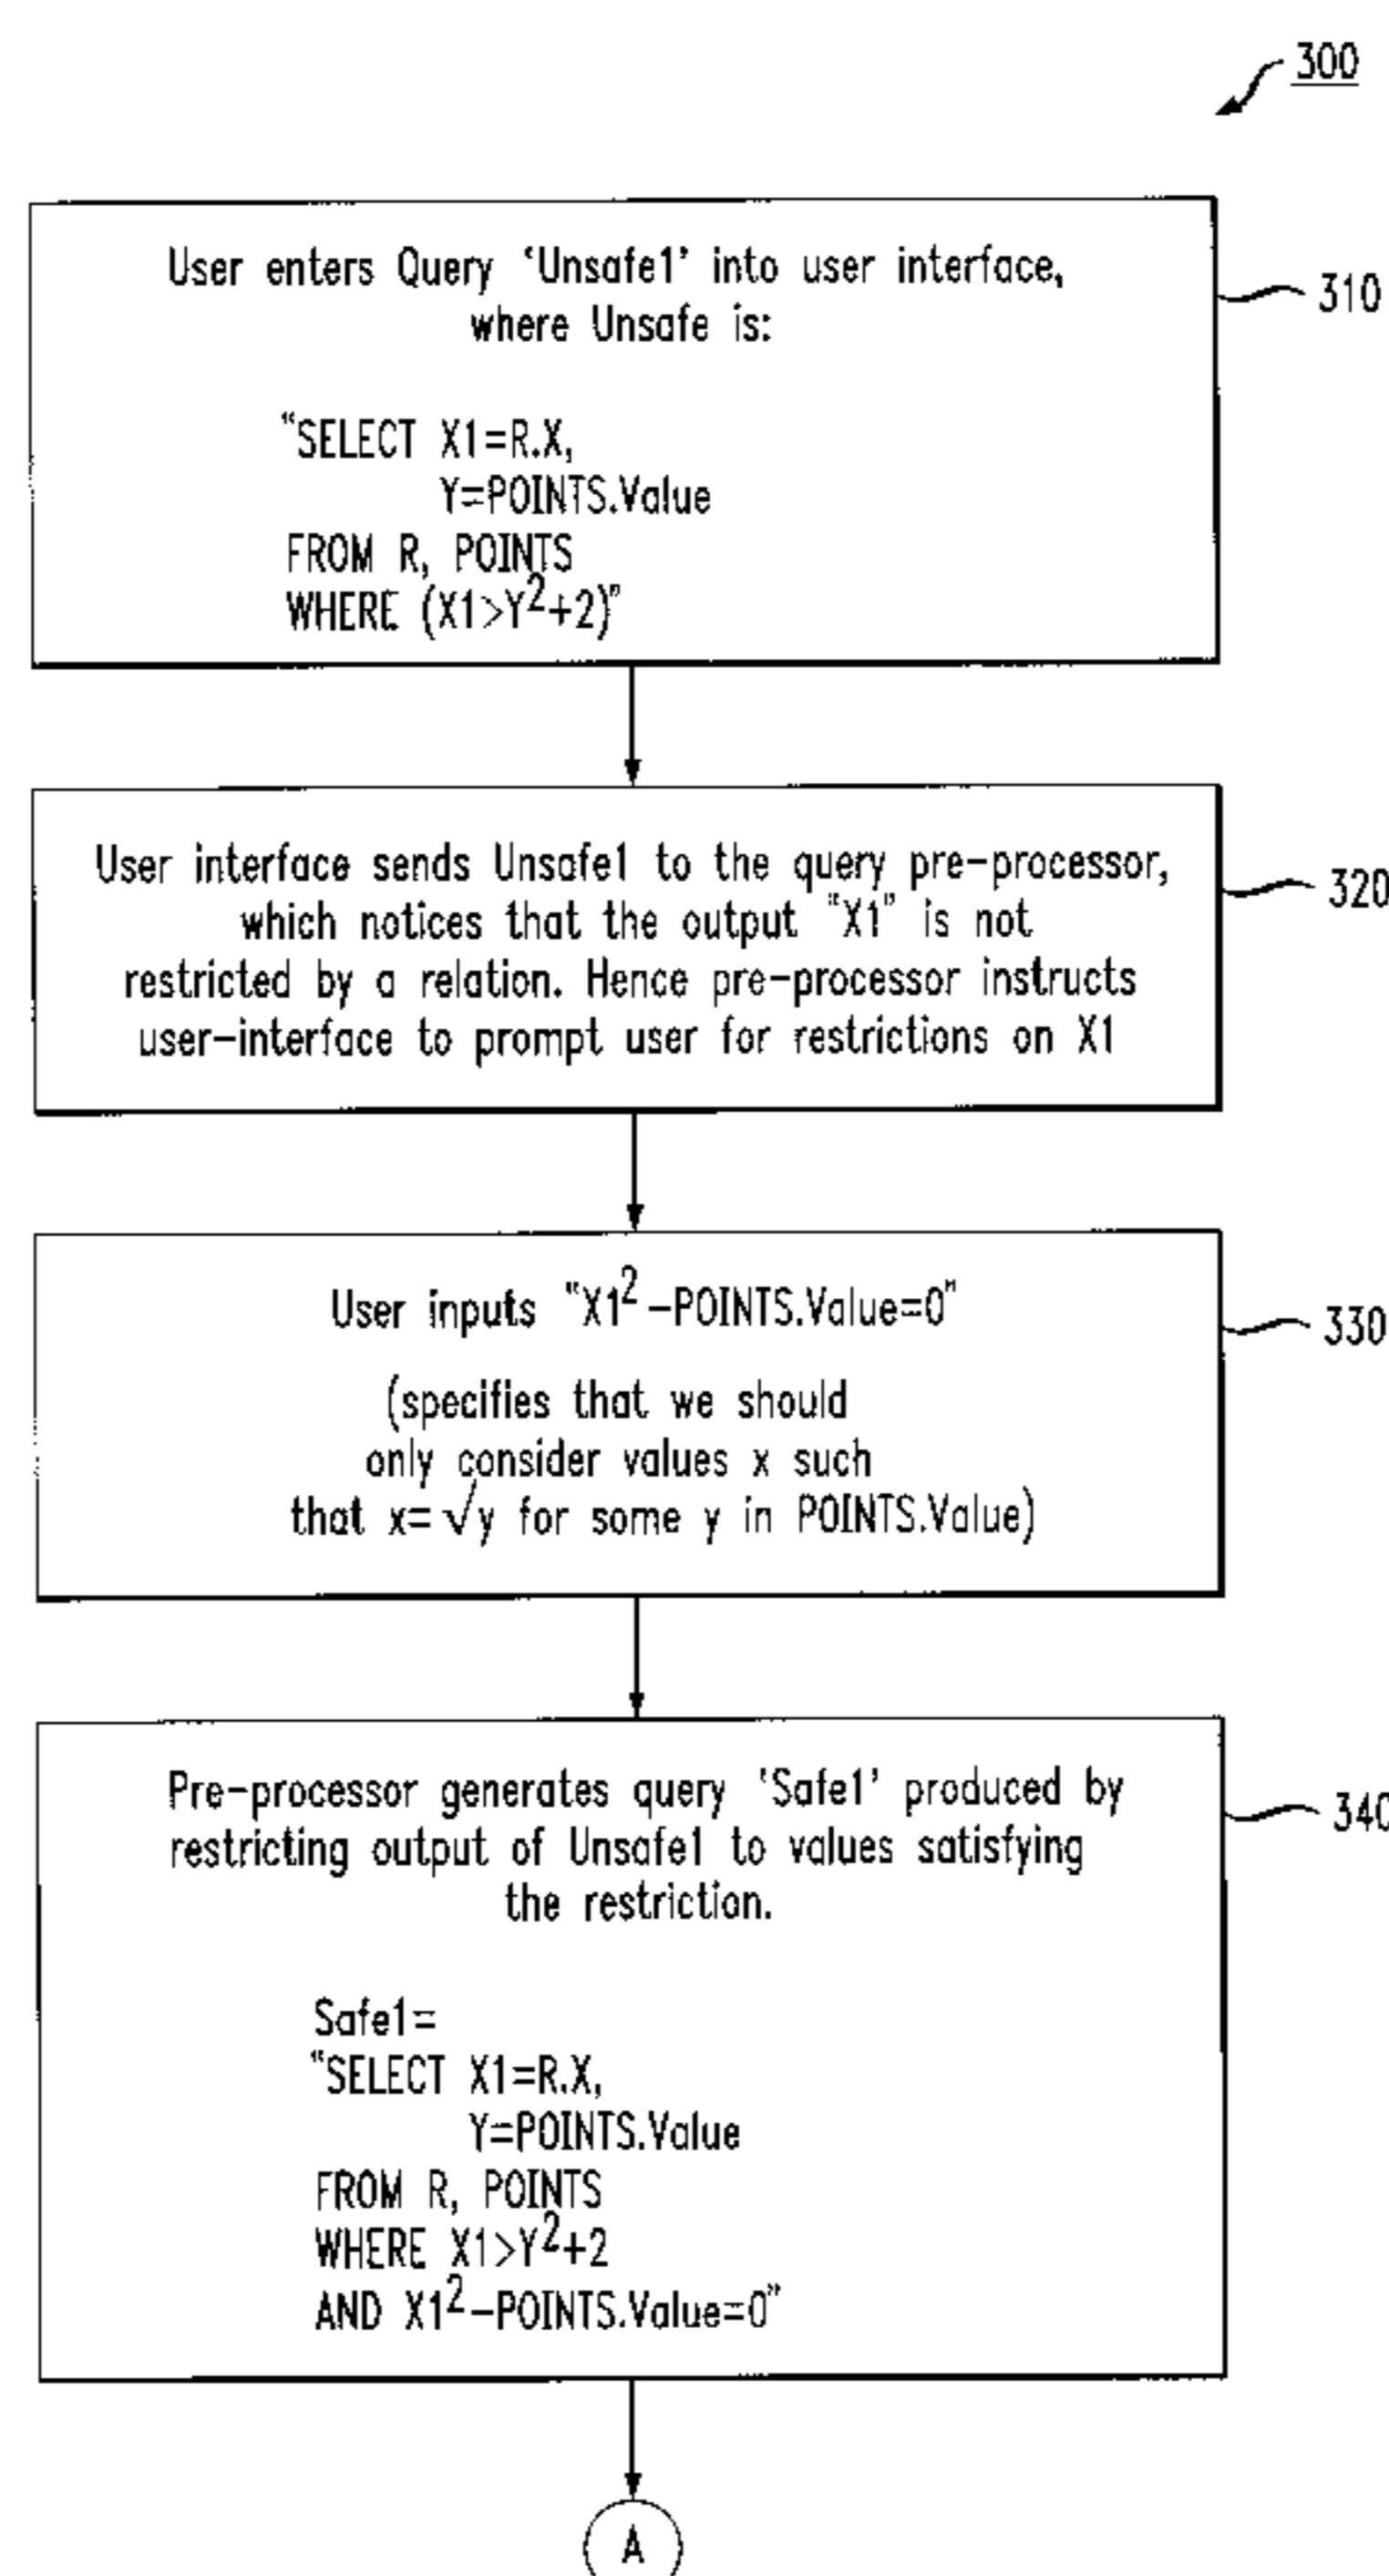 300
User enters Query ‘Unsafe1’ into user interface,
where Unsafe is:
“SELECT X1=R.X,
Y=POINTS.Value
FROM R, POINTS
WHERE (X1>Y²+2)”
310
User interface sends Unsafe1 to the query pre-processor,
which notices that the output “X1” is not
restricted by a relation. Hence pre-processor instructs
user-interface to prompt user for restrictions on X1
320
User inputs “X1²-POINTS.Value=0”
(specifies that we should
only consider values x such
that x=√y for some y in POINTS.Value)
330
Pre-processor generates query ‘Safe1’ produced by
restricting output of Unsafe1 to values satisfying
the restriction.
Safe1=
“SELECT X1=R.X,
Y=POINTS.Value
FROM R, POINTS
WHERE X1>Y²+2
AND X1²-POINTS.Value=0”
340
A